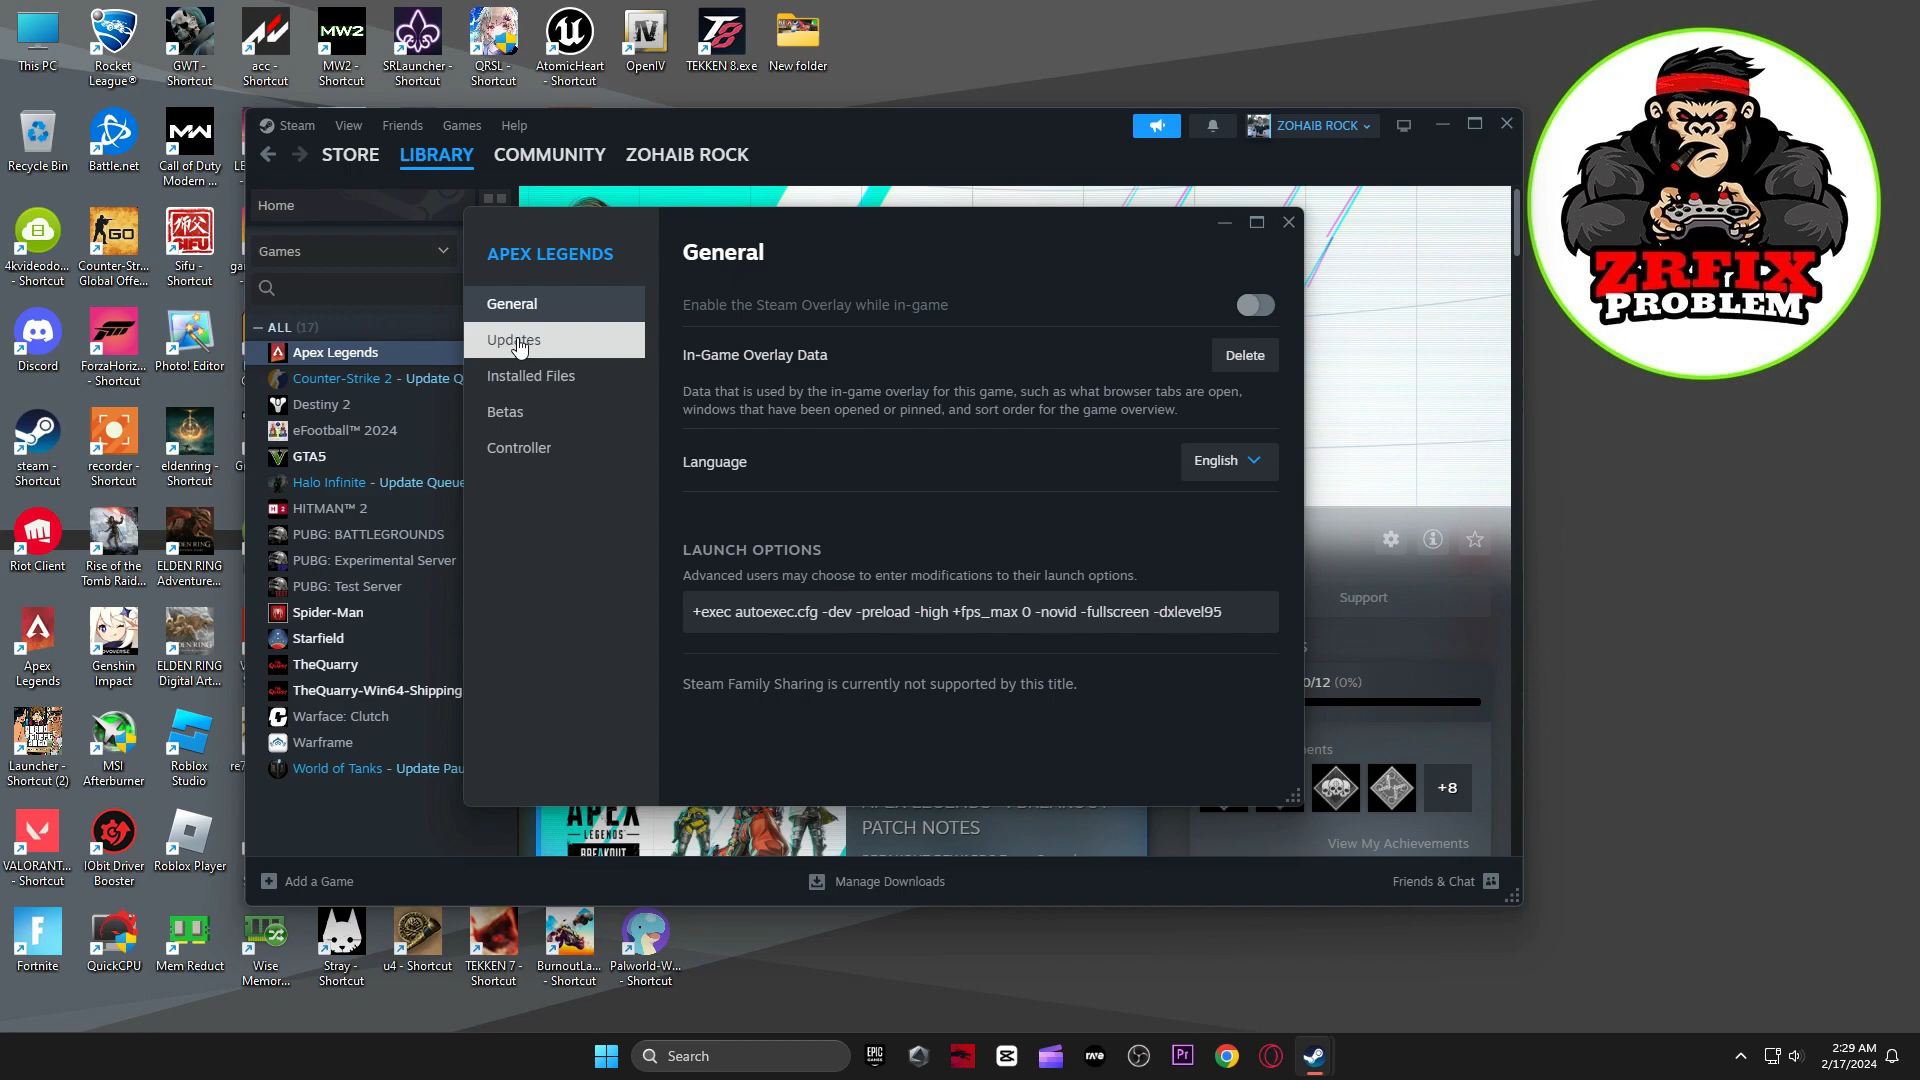 This PC
Rocket
League®
GWT -
Shortcut
acc -
Shortcut
MW2
MW2 -
Shortcut
SRLauncher -
Shortcut
QRSL -
Shortcut
AtomicHeart
- Shortcut
OpenIV
TEKKEN 8.exe
New folder
Recycle Bin
Battle.net
Call of Duty
Modern ...
4kvideodo...
- Shortcut
GO
Counter-Str...
Global Offe...
Sifu -
Shortcut
Discord
ForzaHoriz...
- Shortcut
Photo! Editor
steam -
Shortcut
recorder -
Shortcut
eldenring -
Shortcut
Riot Client
Rise of the
Tomb Raid...
ELDEN RING
Adventure...
Apex
Legends
Genshin
Impact
ELDEN RING
Digital Art...
Launcher -
Shortcut (2)
MSI
Afterburner
Roblox
Studio
VALORANT...
- Shortcut
IObit Driver
Booster
Roblox Player
Fortnite
QuickCPU
Mem Reduct
Wise
Memor...
Stray -
Shortcut
u4 - Shortcut
TEKKEN 7 -
Shortcut
BurnoutLa...
- Shortcut
Palworld-W...
- Shortcut
Steam
View
Friends
Games
Help
ZOHAIB ROCK
STORE
LIBRARY
COMMUNITY
ZOHAIB ROCK
Home
Games
ALL (17)
Apex Legends
Counter-Strike 2 - Update Q
Destiny 2
eFootball™ 2024
GTA5
Halo Infinite - Update Queue
HITMAN™ 2
PUBG: BATTLEGROUNDS
PUBG: Experimental Server
PUBG: Test Server
Spider-Man
Starfield
TheQuarry
TheQuarry-Win64-Shipping
Warface: Clutch
Warframe
World of Tanks - Update Pau
APEX LEGENDS
General
Updates
Installed Files
Betas
Controller
General
Enable the Steam Overlay while in-game
In-Game Overlay Data
Delete
Data that is used by the in-game overlay for this game, such as what browser tabs are open,
windows that have been opened or pinned, and sort order for the game overview.
Language
English
LAUNCH OPTIONS
Advanced users may choose to enter modifications to their launch options.
+exec autoexec.cfg -dev -preload -high +fps_max 0 -novid -fullscreen -dxlevel95
Steam Family Sharing is currently not supported by this title.
Support
0/12 (0%)
+8
View My Achievements
APEX
LEGENDS
BREAKOUT
PATCH NOTES
Add a Game
Manage Downloads
Friends & Chat
ZRFIX
PROBLEM
Search
EPIC
GAMES
Pr
2:29 AM
2/17/2024